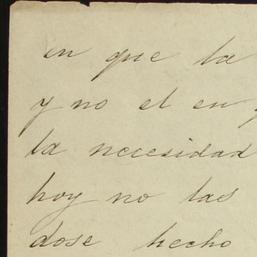 en que la
y no el en
la necesidad
hoy no las
dose hecho